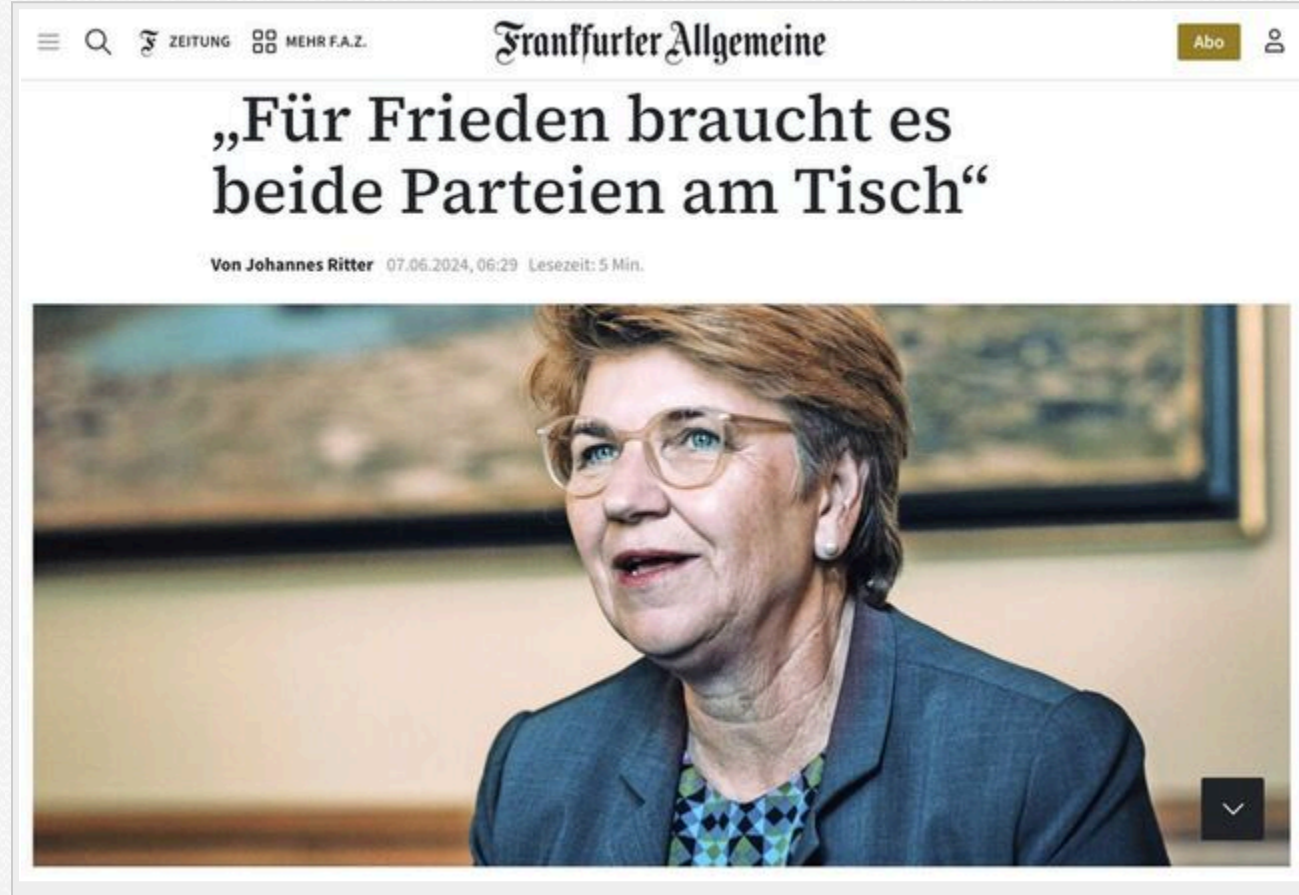 ZEITUNG MEHR F.A.Z. Frankfurter Allgemeine Abo
„Für Frieden braucht es
beide Parteien am Tisch“
Von Johannes Ritter 07.06.2024, 06:29 Lesezeit: 5 Min.